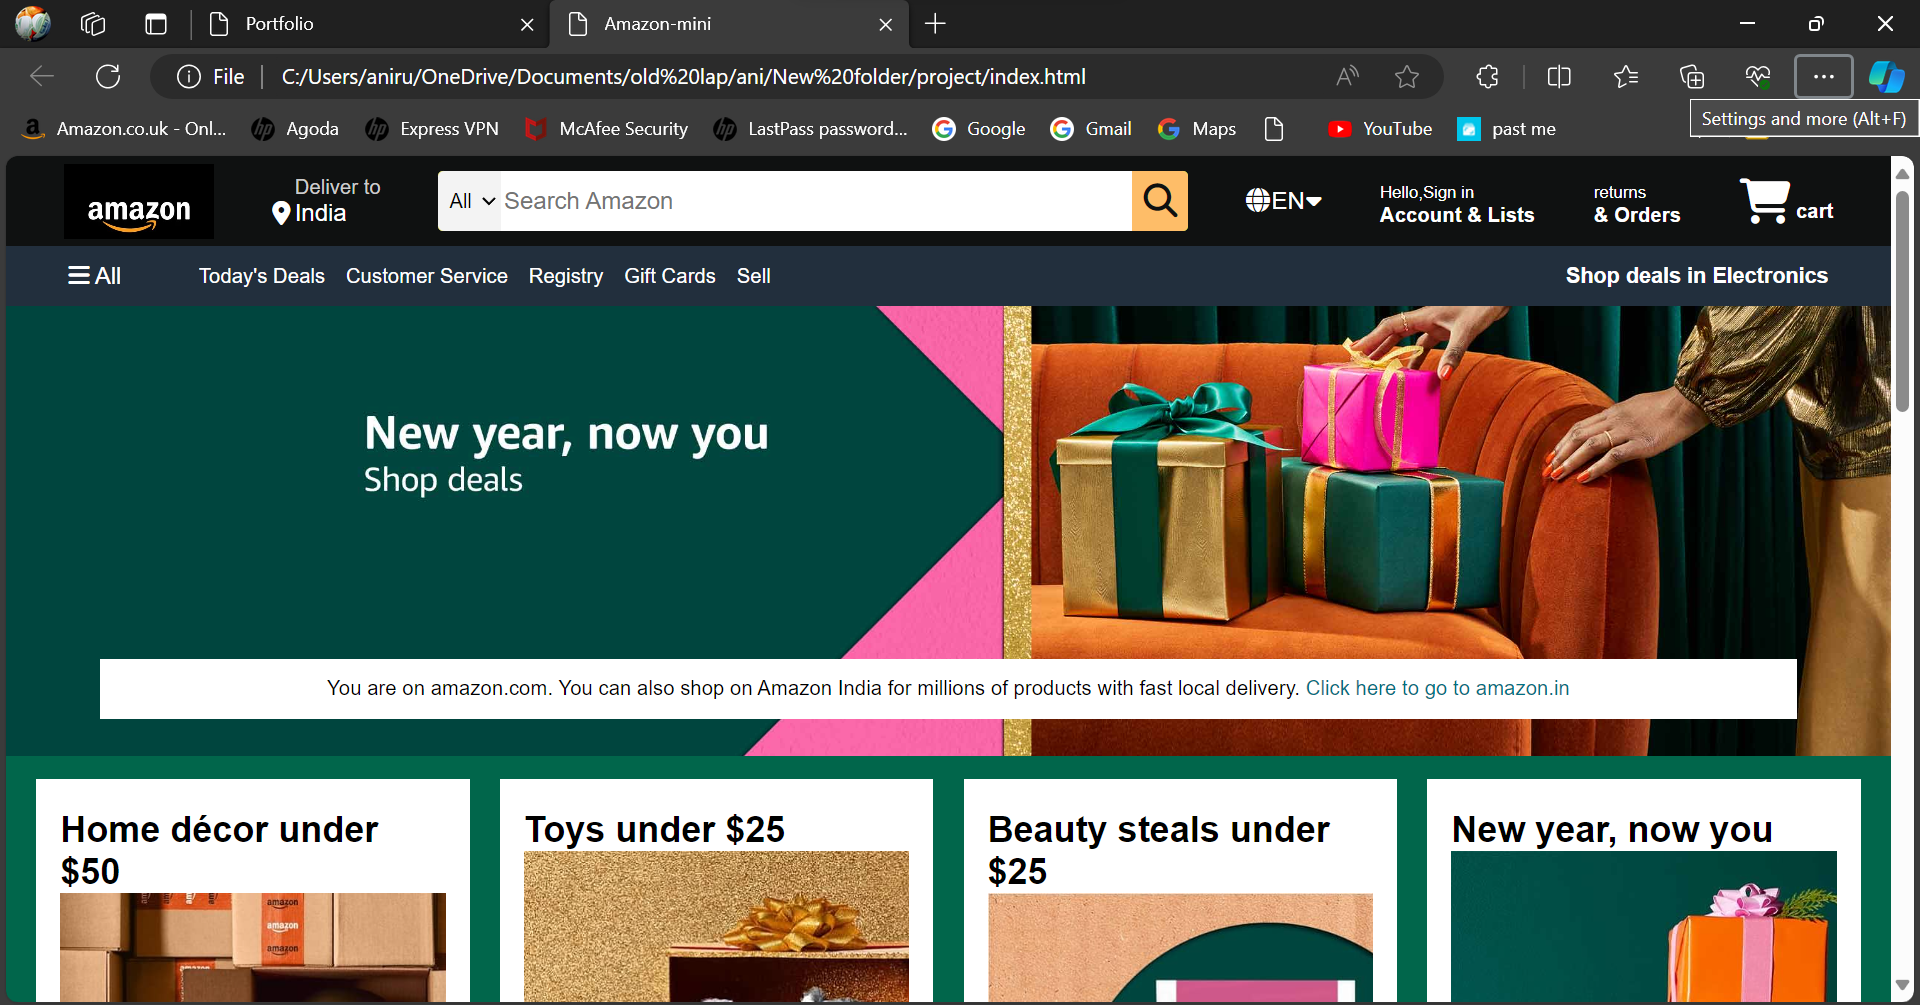 Portfolio
Amazon-mini
File
C:/Users/aniru/OneDrive/Documents/old%20lap/ani/New%20folder/project/index.html
Settings and more (Alt+F)
Amazon.co.uk - Onl...
Agoda
Express VPN
McAfee Security
LastPass password...
Google
Gmail
Maps
YouTube
past me
amazon
Deliver to
India
All
Search Amazon
EN
Hello,Sign in
Account & Lists
returns
& Orders
cart
All
Today's Deals
Customer Service
Registry
Gift Cards
Sell
Shop deals in Electronics
New year, now you
Shop deals
You are on amazon.com. You can also shop on Amazon India for millions of products with fast local delivery. Click here to go to amazon.in
Home décor under
$50
Toys under $25
Beauty steals under
$25
New year, now you
amazon
amazon
amazon